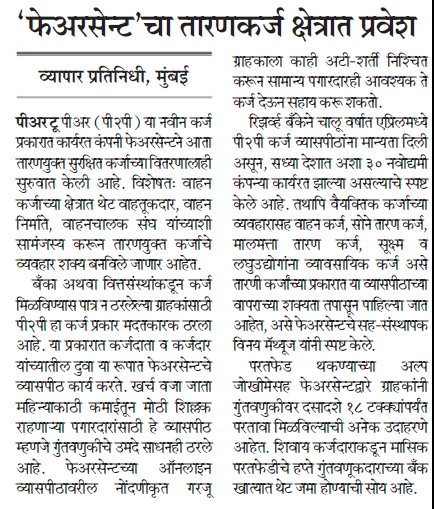 ‘फेअरसेन्ट’चा तारणकर्ज क्षेत्रात प्रवेश
व्यापार प्रतिनिधी, मुंबई
पीअरटू पीअर (पी२पी) या नवीन कर्ज
प्रकारात कार्यरत कंपनी फेअरसेन्टने आता
तारणयुक्त सुरक्षित कर्जाच्या वितरणालाही
सुरुवात केली आहे. विशेषतः वाहन
कर्जाच्या क्षेत्रात थेट वाहतूकदार, वाहन
निर्माते, वाहनचालक संघ यांच्याशी
सामंजस्य करून तारणयुक्त कर्जाचे
व्यवहार शक्य बनविले जाणार आहेत.
बँका अथवा वित्तसंस्थांकडून कर्ज
मिळविण्यास पात्र न ठरलेल्या ग्राहकांसाठी
पी२पी हा कर्ज प्रकार मदतकारक ठरला
आहे. या प्रकारात कर्जदाता व कर्जदार
यांच्यातील दुवा या रूपात फेअरसेन्टचे
व्यासपीठ कार्य करते. खर्च वजा जाता
महिन्याकाठी कमाईतून मोठी शिल्लक
राहणाऱ्या पगारदारांसाठी हे व्यासपीठ
म्हणजे गुंतवणुकीचे उमदे साधनही ठरले
आहे. फेअरसेन्टच्या ऑनलाइन
व्यासपीठावरील नोंदणीकृत गरजू
ग्राहकाला काही अटी-शर्ती निश्चित
करून सामान्य पगारदारही आवश्यक ते
कर्ज देऊन सहाय करू शकतो.
रिझर्व्ह बँकेने चालू वर्षात एप्रिलमध्ये
पी२पी कर्ज व्यासपीठांना मान्यता दिली
असून, सध्या देशात अशा ३० नवोद्यमी
कंपन्या कार्यरत झाल्या असल्याचे स्पष्ट
केले आहे. तथापि वैयक्तिक कर्जाच्या
व्यवहारासह वाहन कर्ज, सोने तारण कर्ज,
मालमत्ता तारण कर्ज, सूक्ष्म व
लघुउद्योगांना व्यावसायिक कर्ज असे
तारणी कर्जाच्या प्रकारात या व्यासपीठाच्या
वापराच्या शक्यता तपासून पाहिल्या जात
आहेत, असे फेअरसेन्टचे सह-संस्थापक
विनय मॅथ्यूज यांनी स्पष्ट केले.
परतफेड थकण्याच्या अल्प
जोखीमेसह फेअरसेन्टद्वारे ग्राहकांनी
गुंतवणुकीवर दसादशे १८ टक्क्यांपर्यंत
परतावा मिळविल्याची अनेक उदाहरणे
आहेत. शिवाय कर्जदाराकडून मासिक
परतफेडीचे हप्ते गुंतवणूकदाराच्या बँक
खात्यात थेट जमा होण्याची सोय आहे.